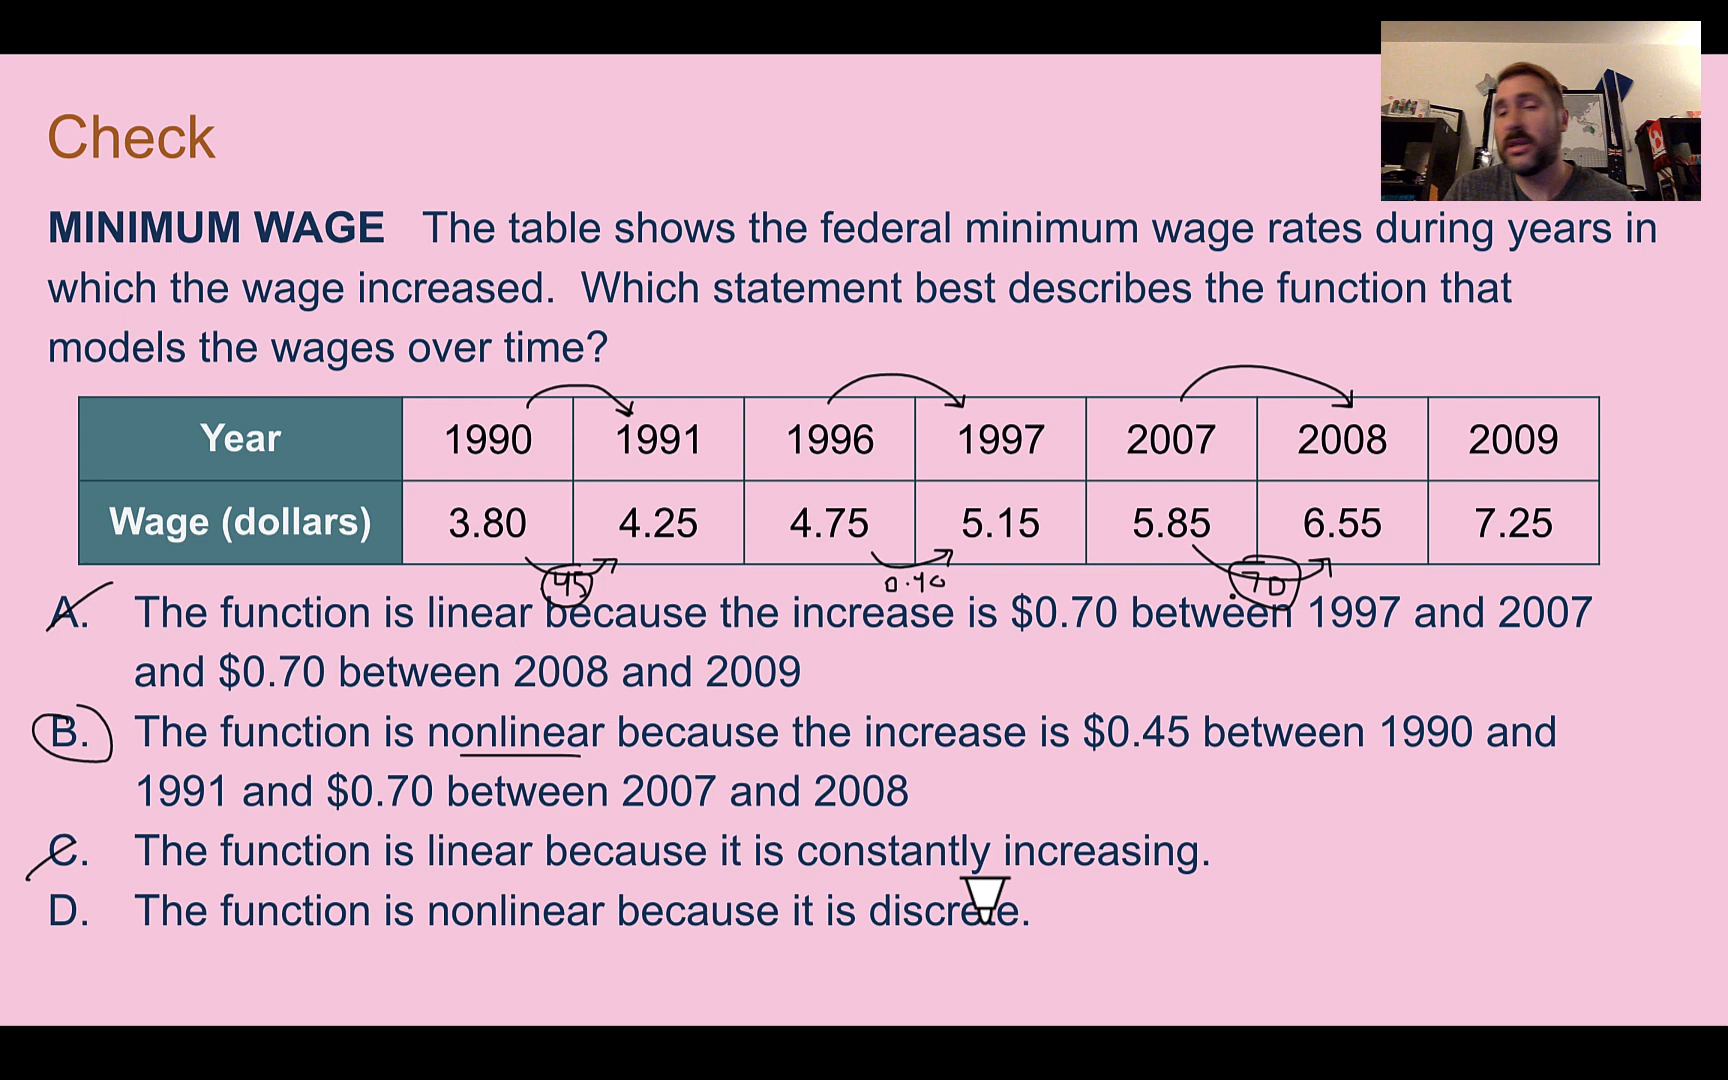 Check
MINIMUM WAGE The table shows the federal minimum wage rates during years in
which the wage increased. Which statement best describes the function that
models the wages over time?
Year 1990 1991 1996 1997 2007 2008 2009
Wage (dollars) 3.80 4.25 4.75 5.15 5.85 6.55 7.25
45 0.40 .70
A. The function is linear because the increase is $0.70 between 1997 and 2007
and $0.70 between 2008 and 2009
B. The function is nonlinear because the increase is $0.45 between 1990 and
1991 and $0.70 between 2007 and 2008
C. The function is linear because it is constantly increasing.
D. The function is nonlinear because it is discrete.